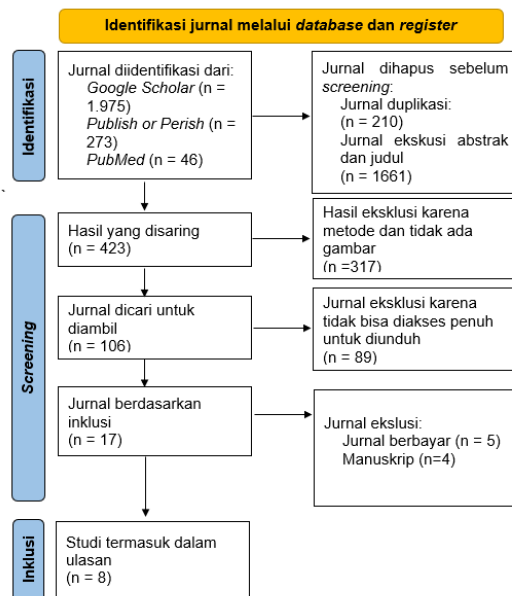 Identifikasi jurnal melalui database dan register
Identifikasi
Jurnal diidentifikasi dari:
Google Scholar (n =
1.975)
Publish or Perish (n =
273)
PubMed (n = 46)
Jurnal dihapus sebelum
screening:
Jurnal duplikasi:
(n = 210)
Jurnal ekskusi abstrak
dan judul
(n = 1661)
Screening
Hasil yang disaring
(n = 423)
Hasil eksklusi karena
metode dan tidak ada
gambar
(n =317)
Jurnal dicari untuk
diambil
(n = 106)
Jurnal eksklusi karena
tidak bisa diakses penuh
untuk diunduh
(n = 89)
Jurnal berdasarkan
inklusi
(n = 17)
Jurnal ekslusi:
Jurnal berbayar (n = 5)
Manuskrip (n=4)
Inklusi
Studi termasuk dalam
ulasan
(n = 8)